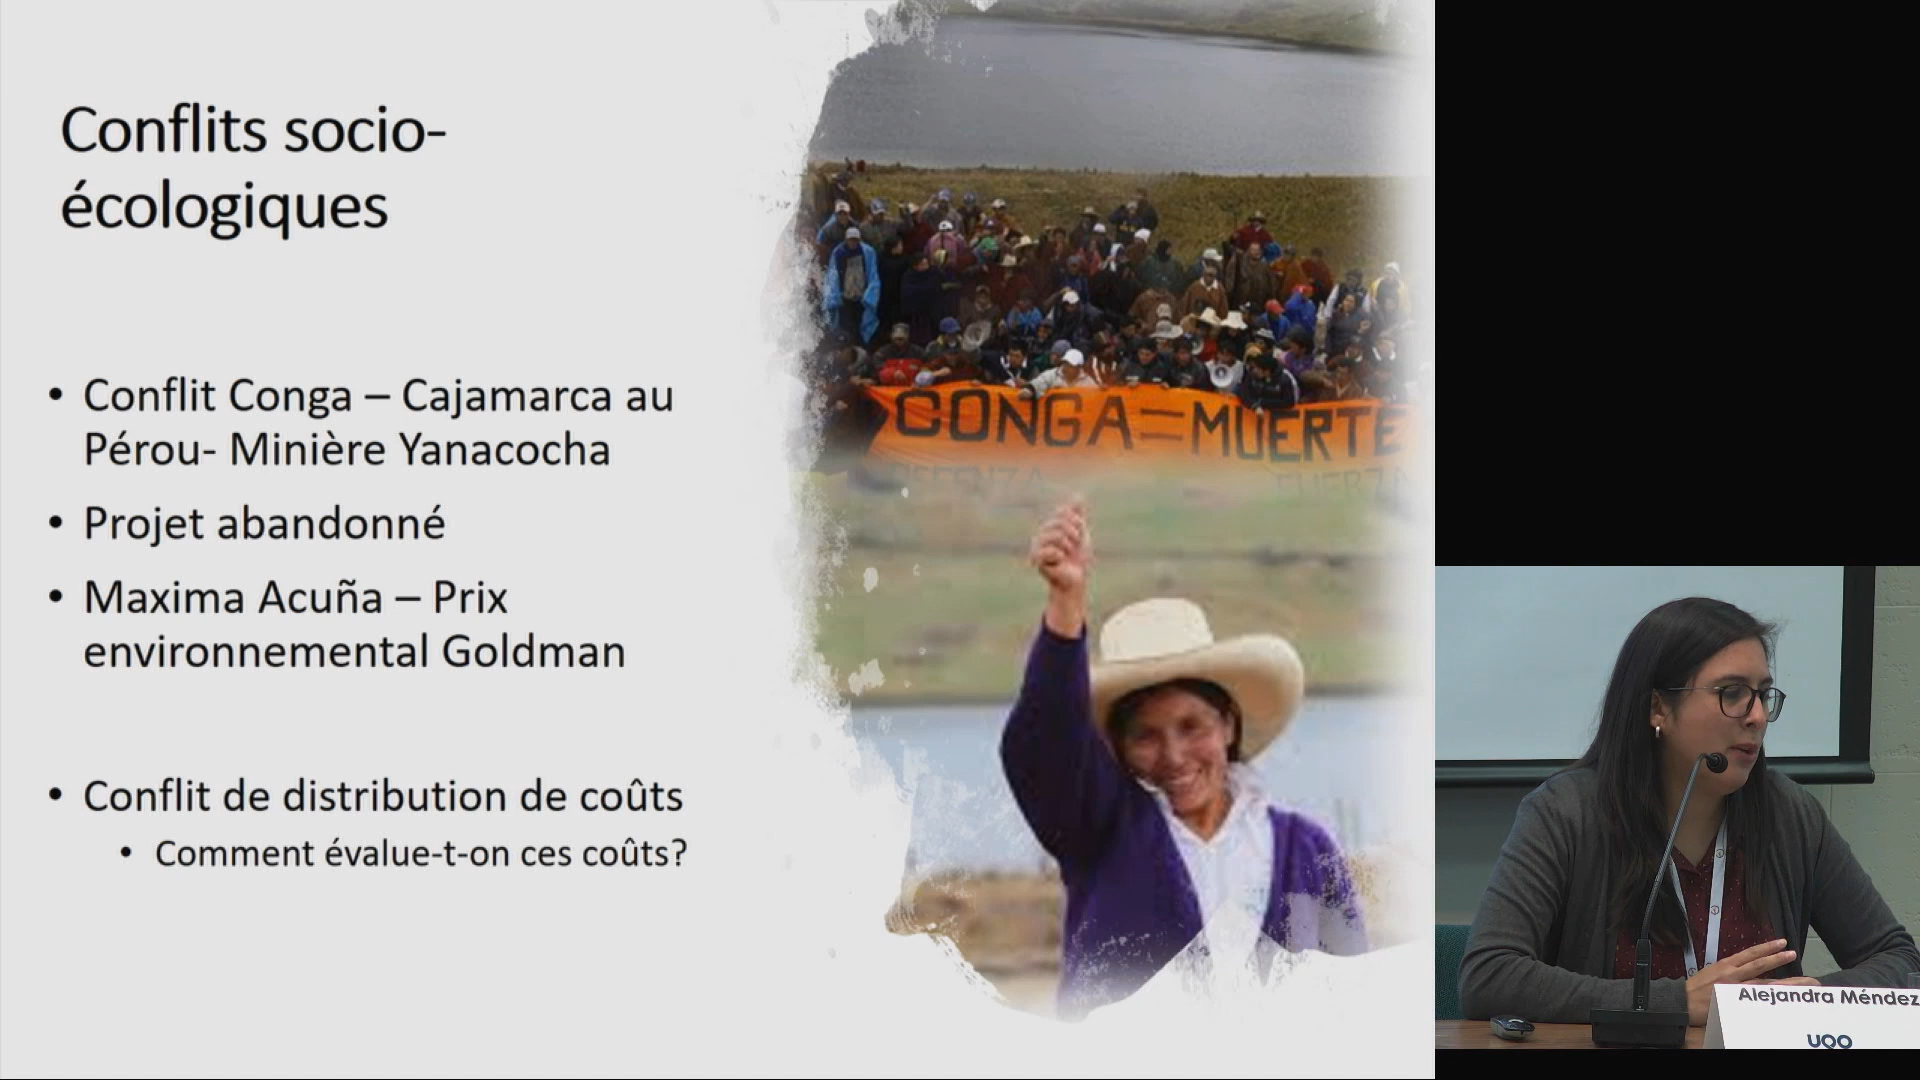 Conflits socio-
écologiques
• Conflit Conga – Cajamarca au
Pérou- Minière Yanacocha
• Projet abandonné
• Maxima Acuña – Prix
environnemental Goldman
• Conflit de distribution de coûts
• Comment évalue-t-on ces coûts?
CONGA=MUERTE
Alejandra Méndez
UQO